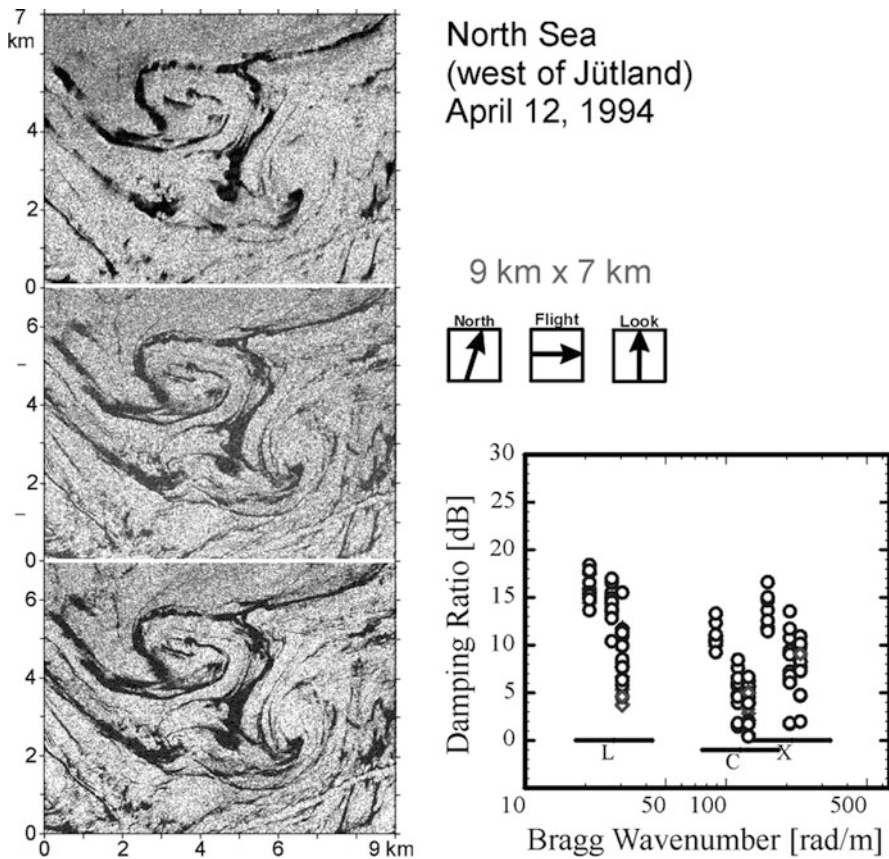 7
km
4
2
0
6
4
2
0
6
4
2
0
0
2
4
6
9 km
North Sea
(west of Jütland)
April 12, 1994
9 km x 7 km
North
Flight
Look
30
25
20
15
10
5
0
Damping Ratio [dB]
L
C
X
10
50
100
500
Bragg Wavenumber [rad/m]